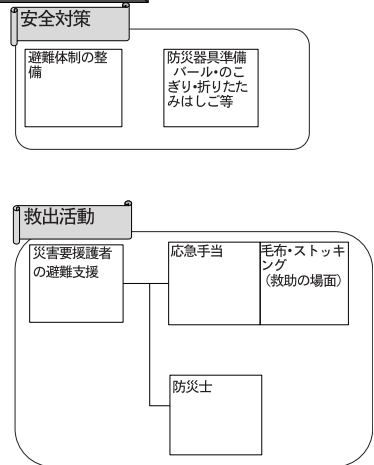 安全対策
避難体制の整
備
防災器具準備
バール・のこ
ぎり・折りたた
みはしご等
救出活動
災害要援護者
の避難支援
応急手当
毛布・ストッキ
ング
(救助の場面)
防災士